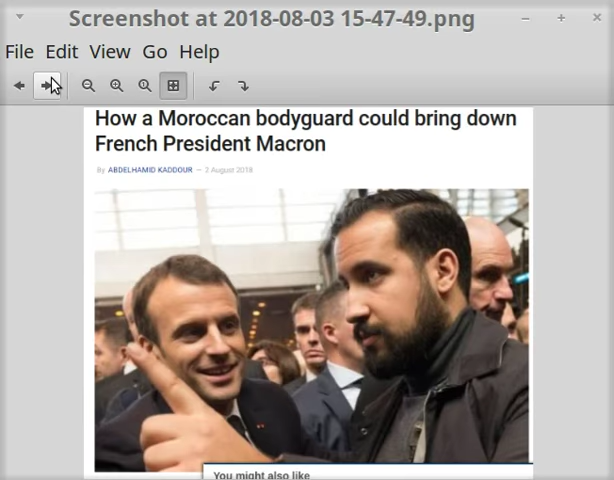 Screenshot at 2018-08-03 15-47-49.png
File Edit View Go Help
How a Moroccan bodyguard could bring down
French President Macron
By ABDELHAMID KADDOUR — 2 August 2018
You might also like